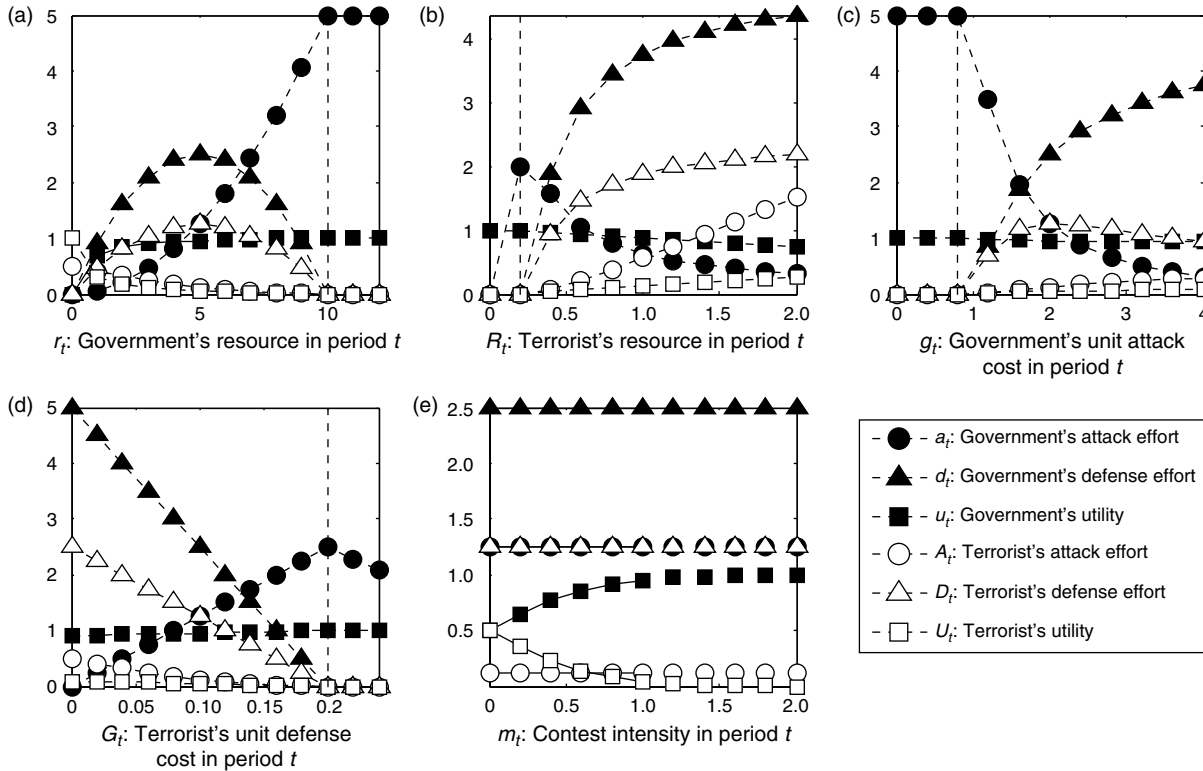 (a)
5
4
3
2
1
0
0
5
10
r_t: Government's resource in period t
(b)
4
3
2
1
0
0
0.5
1.0
1.5
2.0
R_t: Terrorist's resource in period t
(c)
5
4
3
2
1
0
0
1
2
3
4
g_t: Government's unit attack
cost in period t
(d)
5
4
3
2
1
0
0
0.05
0.10
0.15
0.2
G_t: Terrorist's unit defense
cost in period t
(e)
2.5
2.0
1.5
1.0
0.5
0
0
0.5
1.0
1.5
2.0
m_t: Contest intensity in period t
a_t: Government's attack effort
d_t: Government's defense effort
u_t: Government's utility
A_t: Terrorist's attack effort
D_t: Terrorist's defense effort
U_t: Terrorist's utility